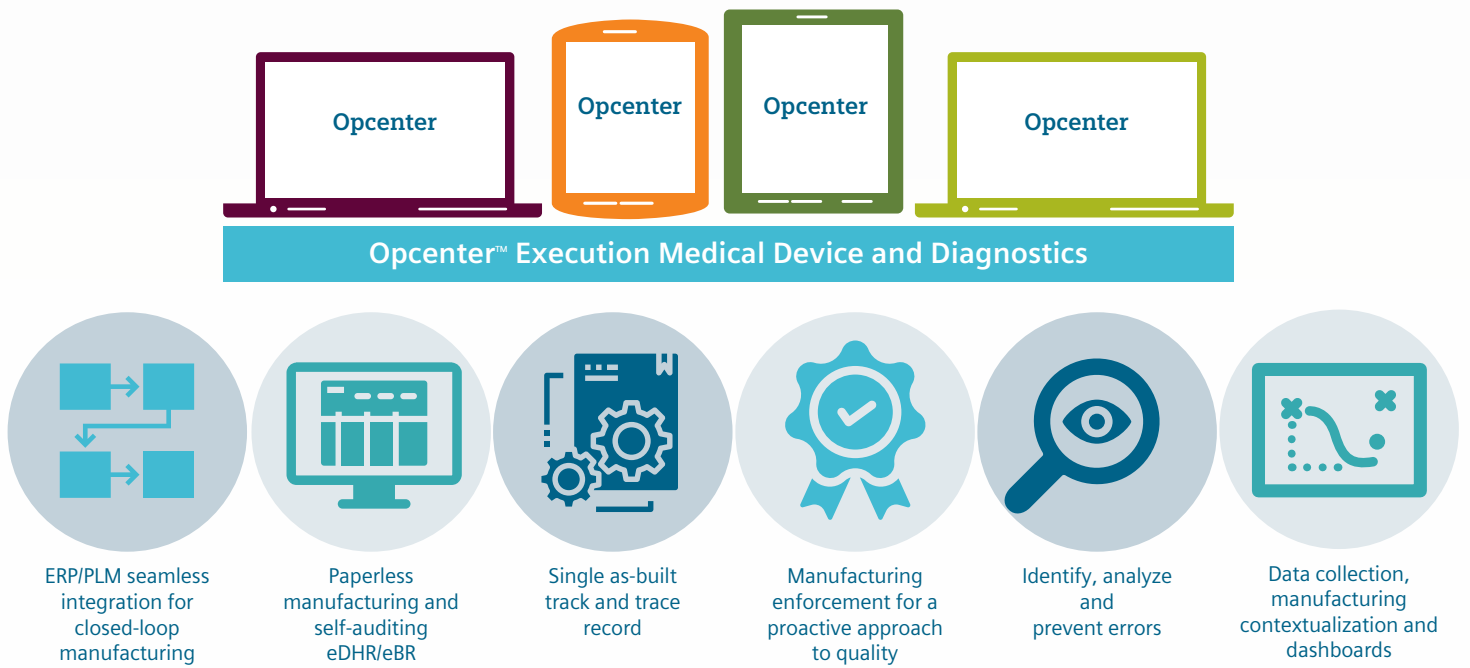 Opcenter
Opcenter
Opcenter
Opcenter
Opcenter™ Execution Medical Device and Diagnostics
ERP/PLM seamless
integration for
closed-loop
manufacturing
Paperless
manufacturing and
self-auditing
eDHR/eBR
Single as-built
track and trace
record
Manufacturing
enforcement for a
proactive approach
to quality
Identify, analyze
and
prevent errors
Data collection,
manufacturing
contextualization and
dashboards